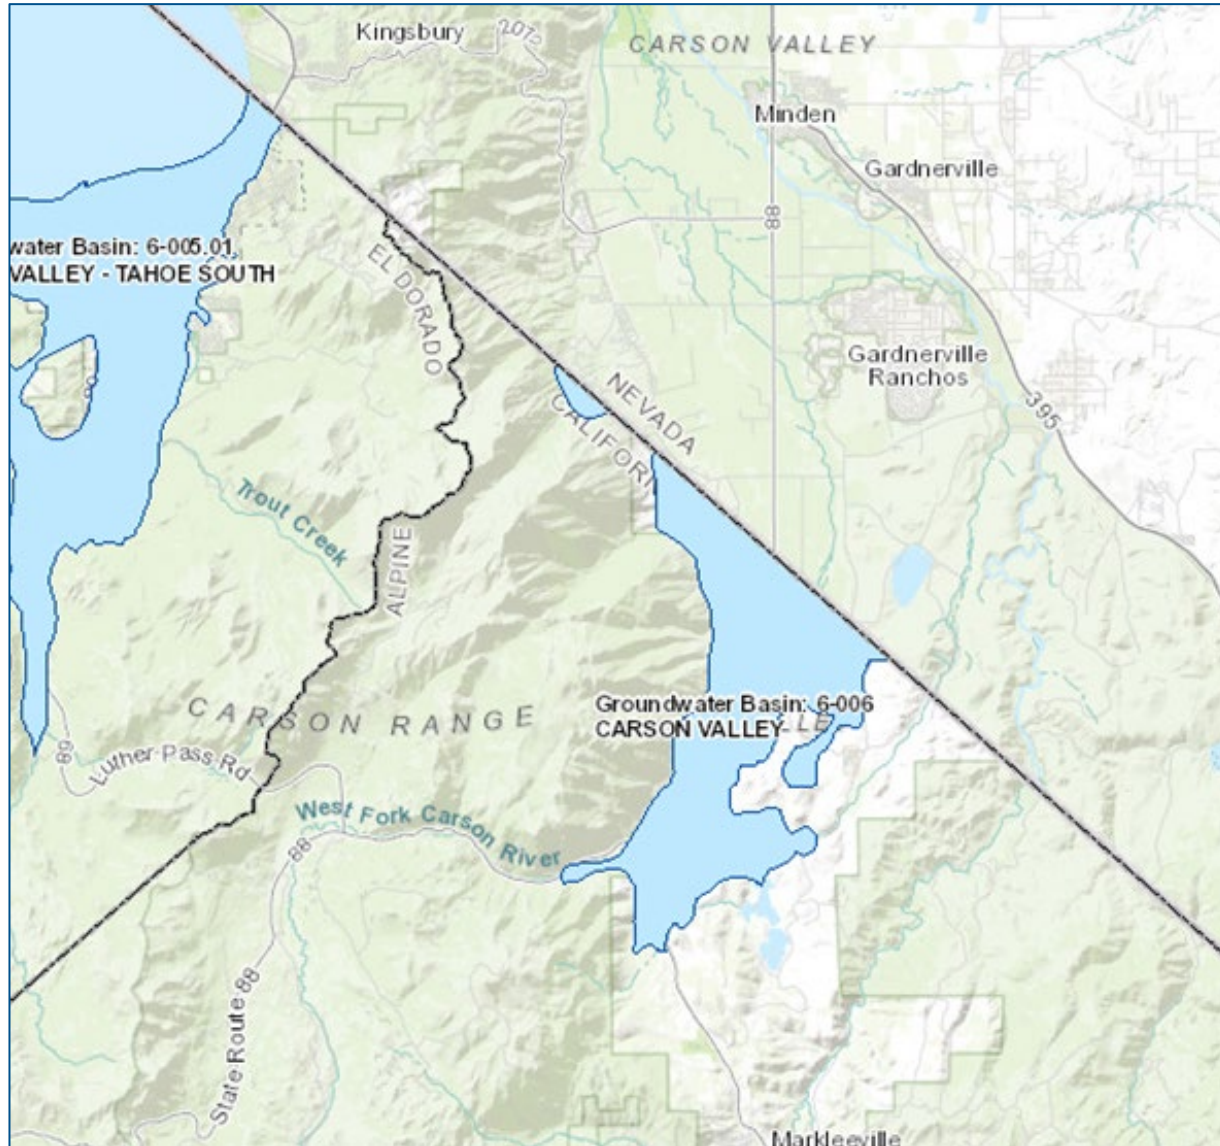 Kingsbury
207
CARSON VALLEY
Minden
Gardnerville
88
water Basin: 6-005.01,
VALLEY - TAHOE SOUTH
EL DORADO
Gardnerville
Ranchos
NEVADA
CALIFORN
395
Trout Creek
ALPINE
CARSON RANGE
Groundwater Basin: 6-006
CARSON VALLEY
89
Luther Pass Rd
West Fork Carson River
88
State Route 88
Markleeville